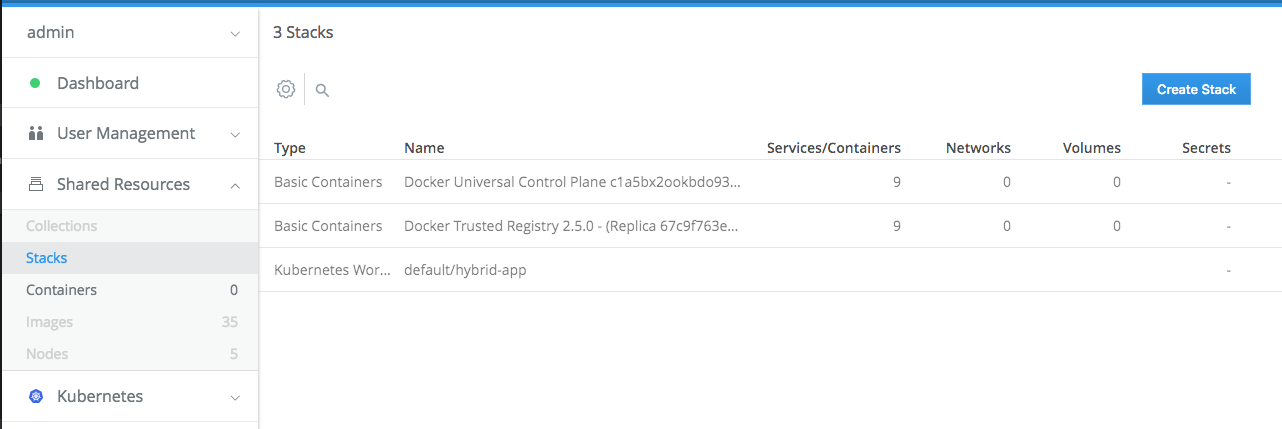 admin
Dashboard
User Management
Shared Resources
Collections
Stacks
Containers 0
Images 35
Nodes 5
Kubernetes
3 Stacks
Create Stack
Type Name Services/Containers Networks Volumes Secrets
Basic Containers Docker Universal Control Plane c1a5bx2ookbdo93... 9 0 0 -
Basic Containers Docker Trusted Registry 2.5.0 - (Replica 67c9f763e... 9 0 0 -
Kubernetes Wor... default/hybrid-app -